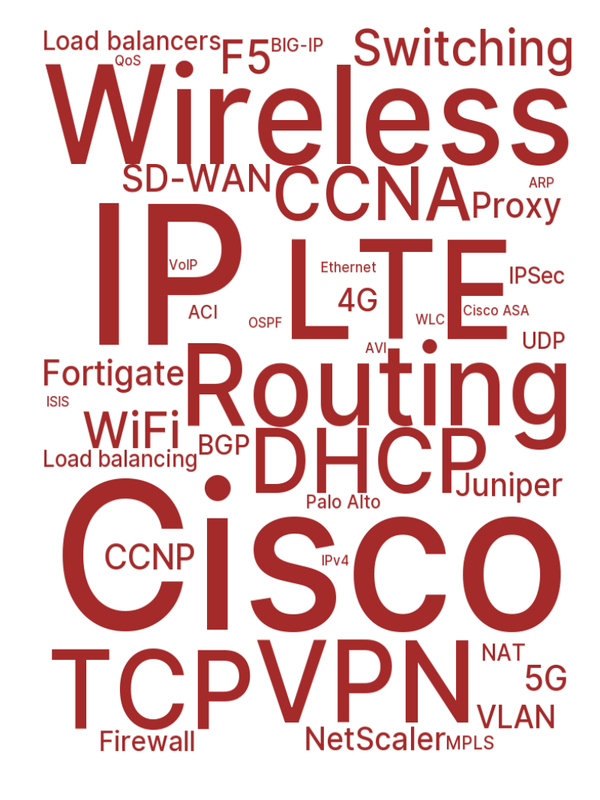 Load balancers
F5
BIG-IP
Switching
QoS
Wireless
SD-WAN
CCNA
ARP
Proxy
IP
LTE
VoIP
Ethernet
IPSec
4G
ACI
OSPF
WLC
Cisco ASA
UDP
AVI
Fortigate
Routing
ISIS
WiFi
BGP
DHCP
Load balancing
Juniper
Palo Alto
Cisco
CCNP
IPv4
TCP
VPN
NAT
5G
VLAN
Firewall
NetScaler
MPLS